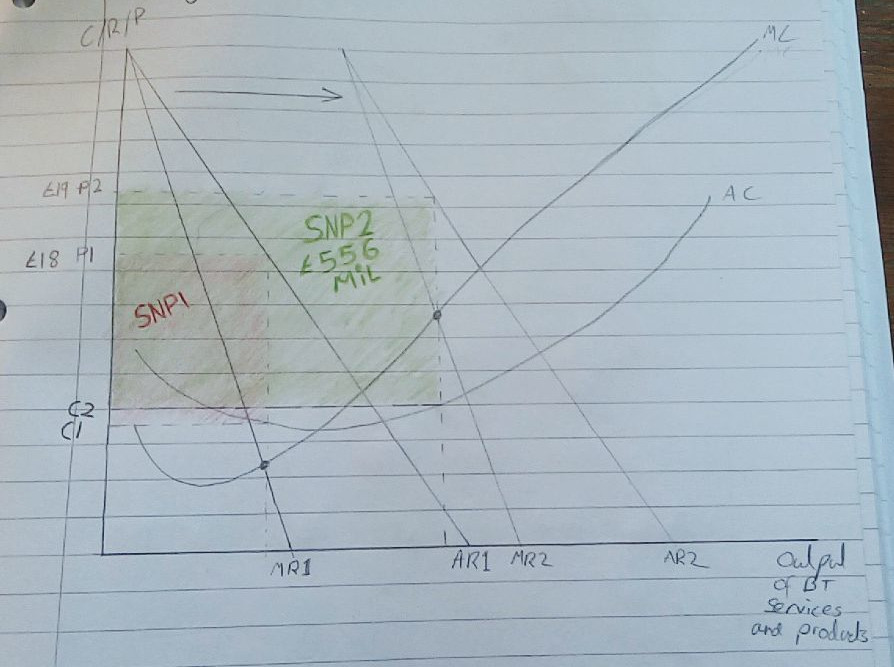 C/R/P
MC
£19 P2
AC
SNP2
£556
MIL
£18 P1
SNP1
C2
C1
MR1
AR1
MR2
AR2
Output
of BT
Services
and products